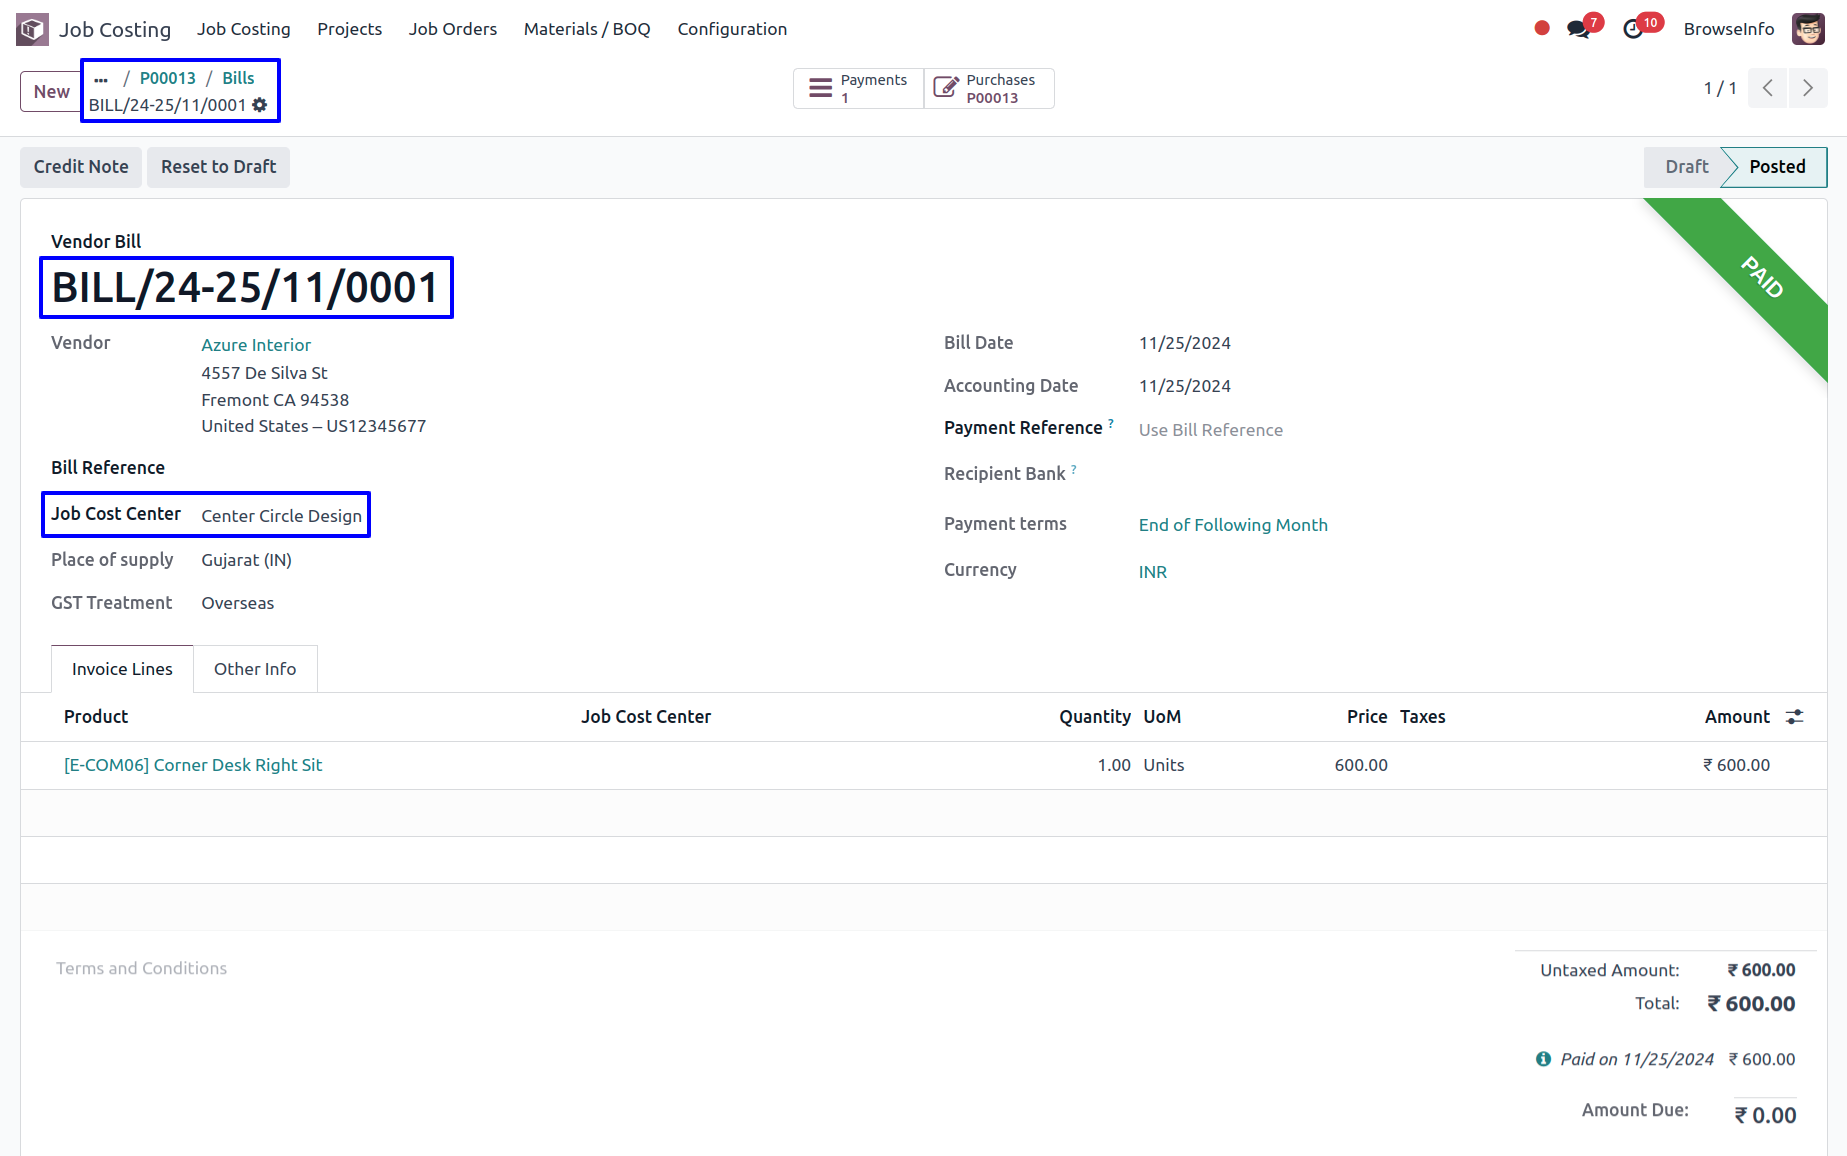 Job Costing Job Costing Projects Job Orders Materials / BOQ Configuration 7 10 BrowseInfo
New
... / P00013 / Bills
BILL/24-25/11/0001
Payments
1
Purchases
P00013
1 / 1
Credit Note Reset to Draft Draft Posted
PAID
Vendor Bill
BILL/24-25/11/0001
Vendor Azure Interior
4557 De Silva St
Fremont CA 94538
United States – US12345677
Bill Reference
Job Cost Center Center Circle Design
Place of supply Gujarat (IN)
GST Treatment Overseas
Bill Date 11/25/2024
Accounting Date 11/25/2024
Payment Reference ? Use Bill Reference
Recipient Bank ?
Payment terms End of Following Month
Currency INR
Invoice Lines Other Info
Product Job Cost Center Quantity UoM Price Taxes Amount
[E-COM06] Corner Desk Right Sit 1.00 Units 600.00 ₹ 600.00
Terms and Conditions
Untaxed Amount: ₹ 600.00
Total: ₹ 600.00
Paid on 11/25/2024 ₹ 600.00
Amount Due: ₹ 0.00